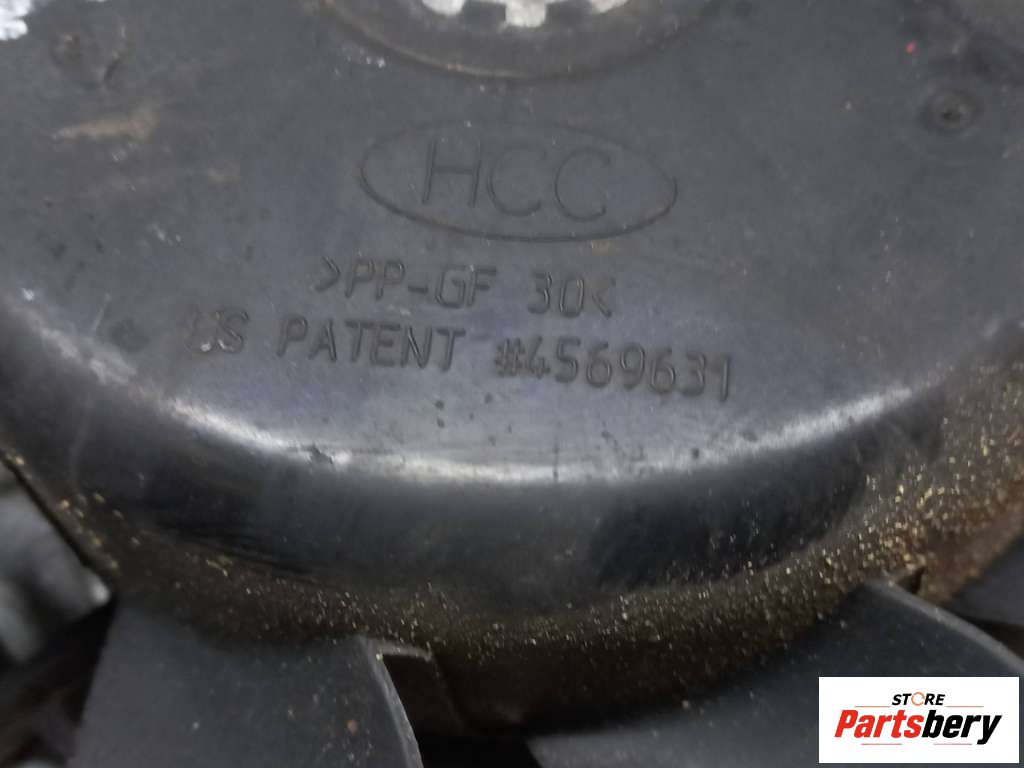 HCC
>PP-GF 30<
US PATENT #4569631
STORE
Partsbery